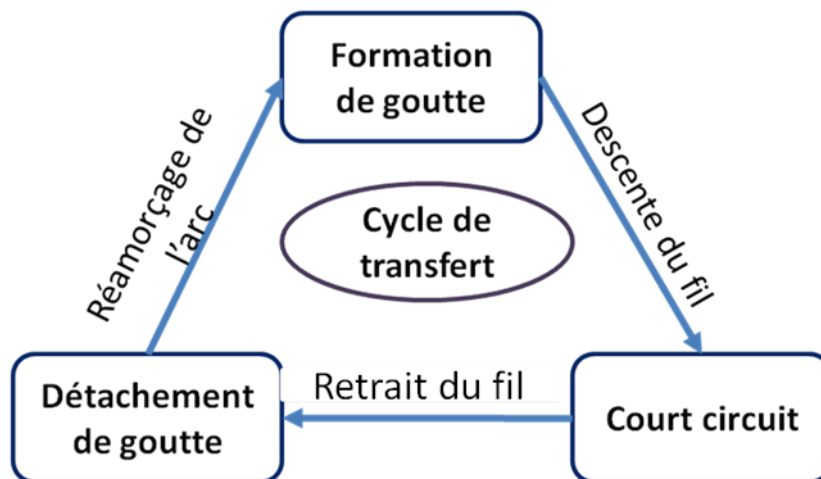 Formation
de goutte
Réamorçage de
l'arc
Descente du fil
Cycle de
transfert
Détachement
de goutte
Retrait du fil
Court circuit